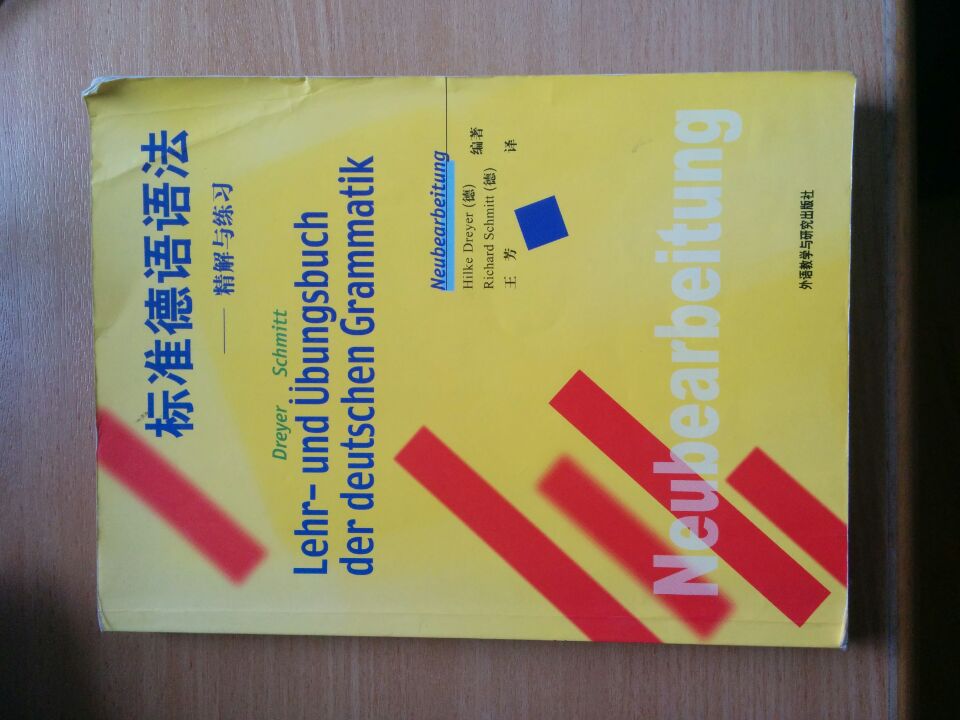 标准德语语法
——精解与练习
Dreyer Schmitt
Lehr- und Übungsbuch
der deutschen Grammatik
Neubearbeitung
Hilke Dreyer (德) 编著
Richard Schmitt (德)
王 芳 译
Neubearbeitung
外语教学与研究出版社